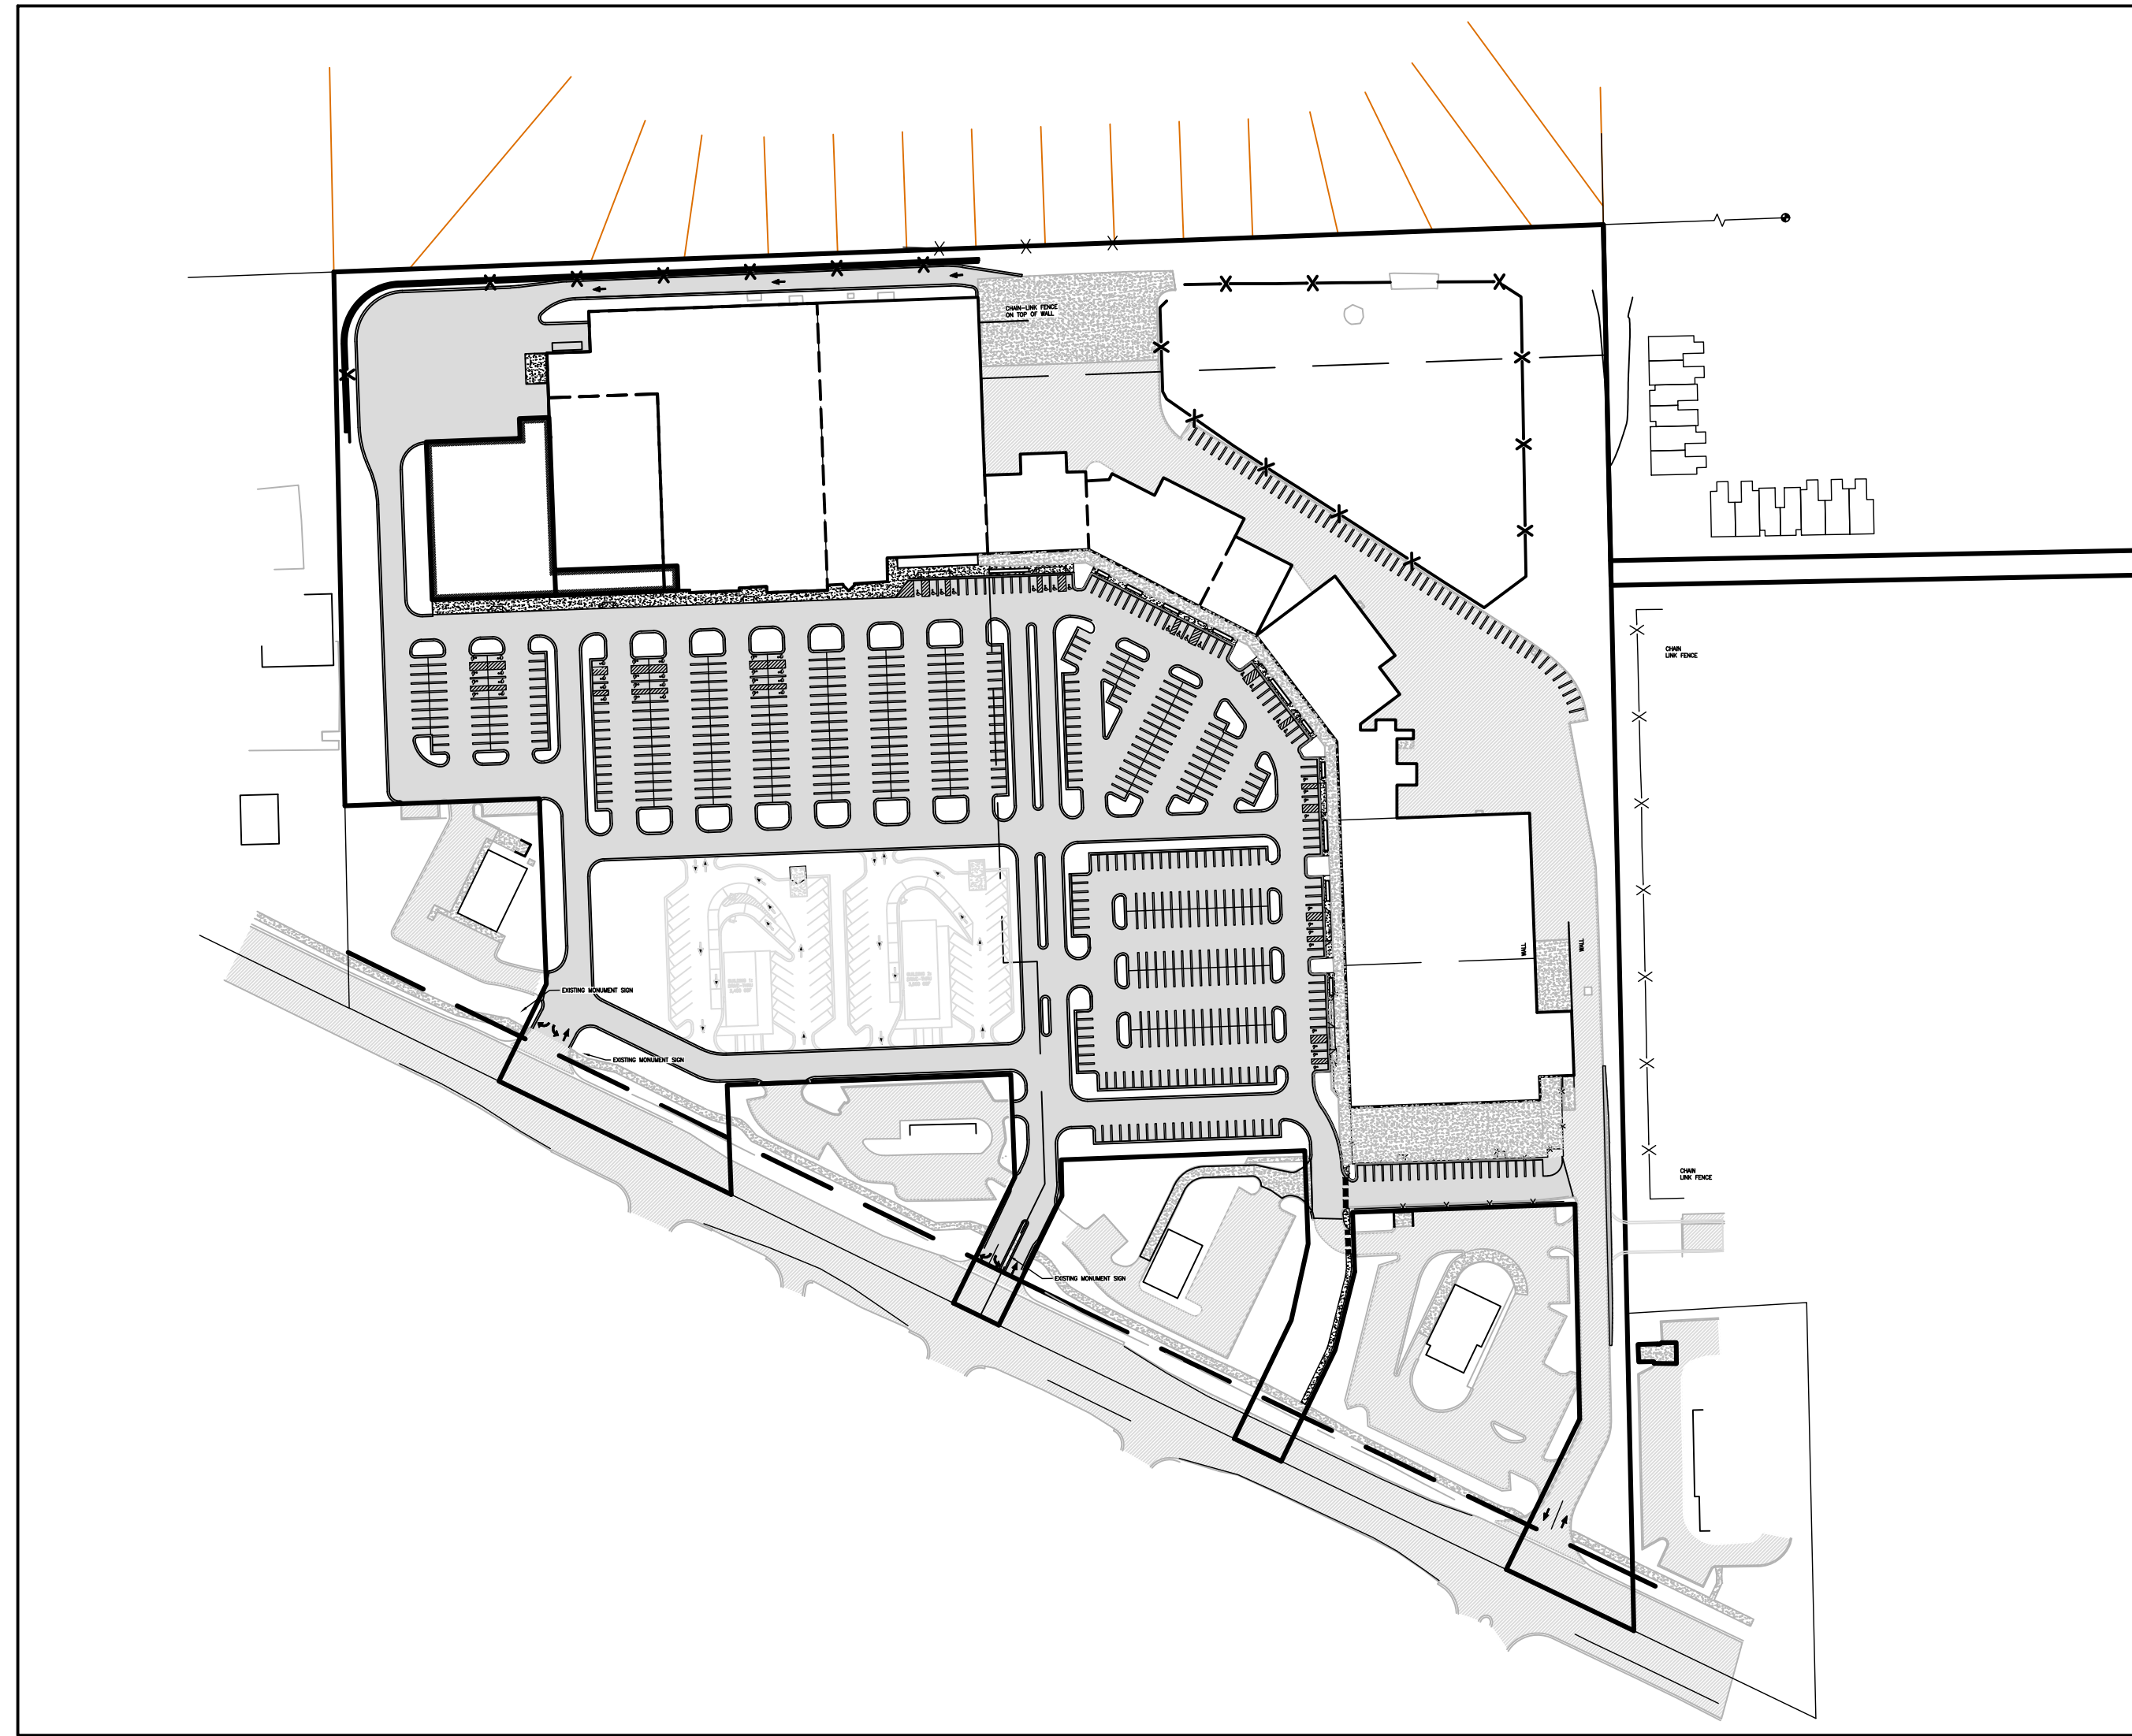 CHAIN-LINK FENCE
ON TOP OF WALL
CHAIN
LINK FENCE
WALL
WALL
EXISTING MONUMENT SIGN
EXISTING MONUMENT SIGN
CHAIN
LINK FENCE
EXISTING MONUMENT SIGN